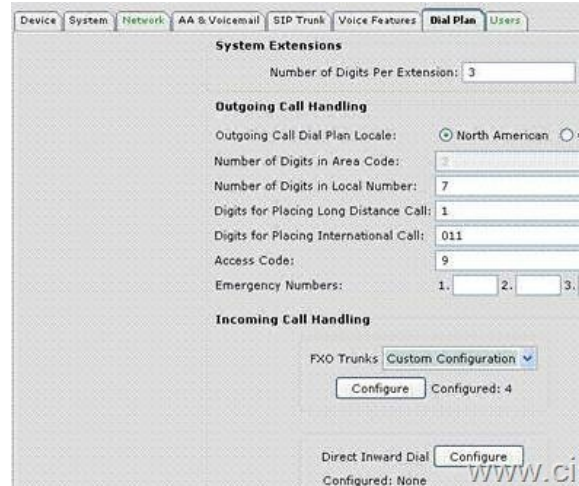 Device System Network AA & Voicemail SIP Trunk Voice Features Dial Plan Users
System Extensions
Number of Digits Per Extension: 3
Outgoing Call Handling
Outgoing Call Dial Plan Locale: North American
Number of Digits in Area Code:
Number of Digits in Local Number: 7
Digits for Placing Long Distance Call: 1
Digits for Placing International Call: 011
Access Code: 9
Emergency Numbers: 1. 2. 3.
Incoming Call Handling
FXO Trunks Custom Configuration
Configure Configured: 4
Direct Inward Dial Configure
Configured: None
www.ci